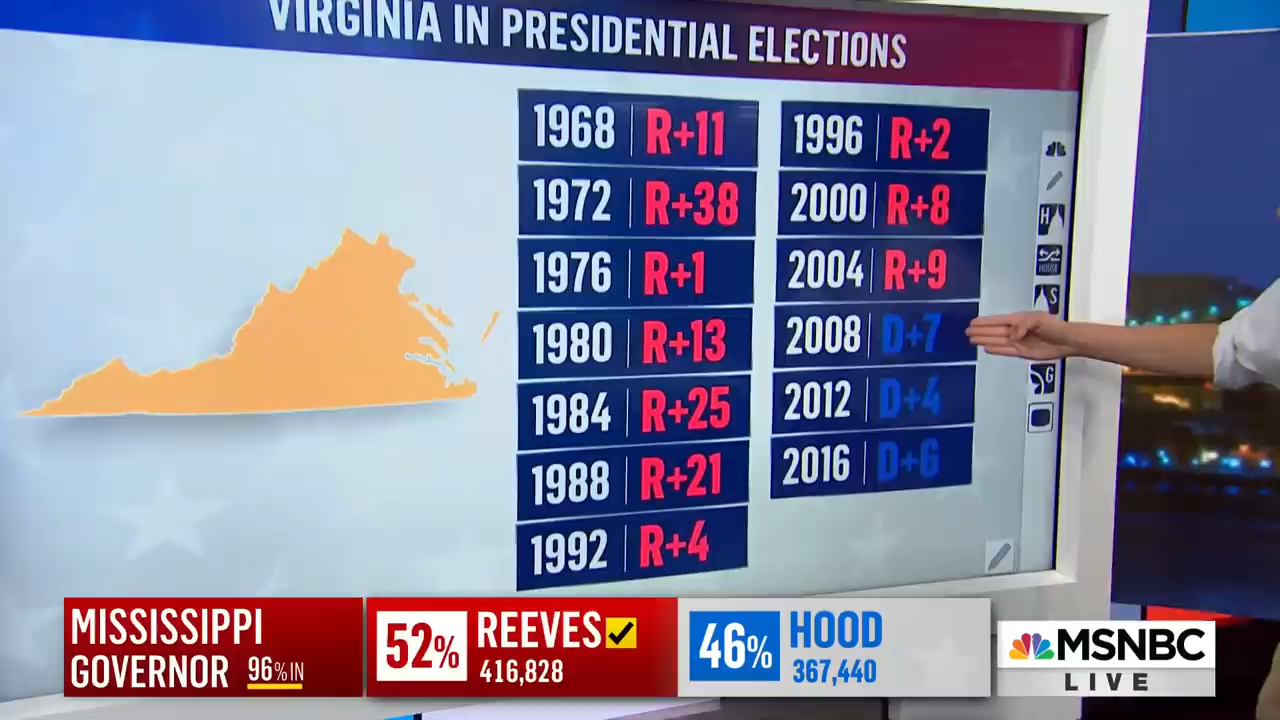 VIRGINIA IN PRESIDENTIAL ELECTIONS
1968 R+11
1972 R+38
1976 R+1
1980 R+13
1984 R+25
1988 R+21
1992 R+4
1996 R+2
2000 R+8
2004 R+9
2008 D+7
2012 D+4
2016 D+6
H
HOUSE
S
G
MISSISSIPPI
GOVERNOR 96% IN
52% REEVES
416,828
46% HOOD
367,440
MSNBC
LIVE